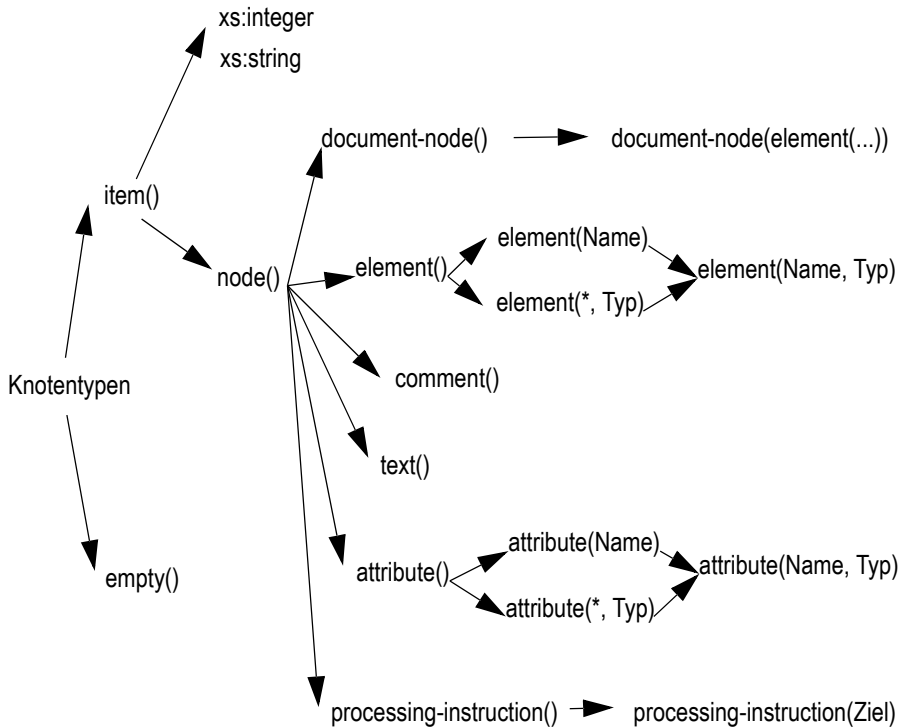 xs:integer
xs:string
document-node()
document-node(element(...))
item()
element(Name)
node()
element()
element(Name, Typ)
element(*, Typ)
comment()
Knotentypen
text()
attribute(Name)
empty()
attribute()
attribute(Name, Typ)
attribute(*, Typ)
processing-instruction()
processing-instruction(Ziel)